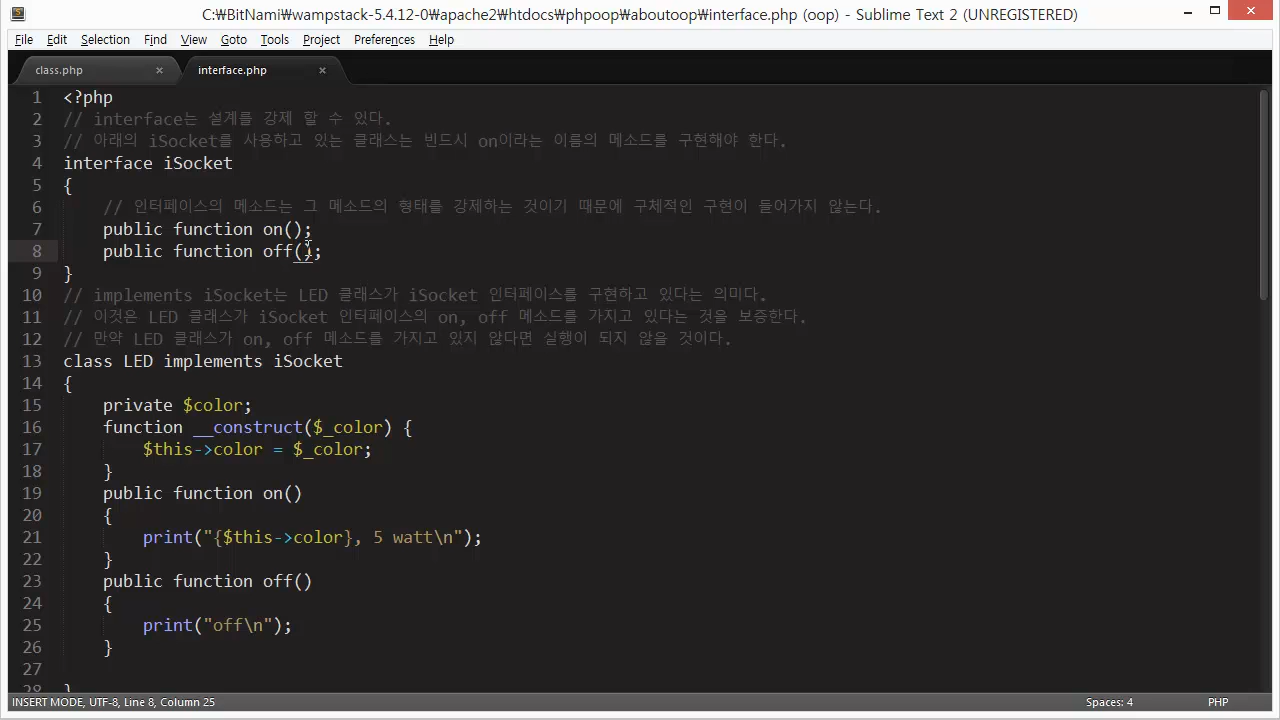 C:₩BitNami₩wampstack-5.4.12-0₩apache2₩htdocs₩phpoop₩aboutoop₩interface.php (oop) - Sublime Text 2 (UNREGISTERED)
File Edit Selection Find View Goto Tools Project Preferences Help
class.php × interface.php ×
1 <?php
2 // interface는 설계를 강제 할 수 있다.
3 // 아래의 iSocket를 사용하고 있는 클래스는 빈드시 on이라는 이름의 메소드를 구현해야 한다.
4 interface iSocket
5 {
6 // 인터페이스의 메소드는 그 메소드의 형태를 강제하는 것이기 때문에 구체적인 구현이 들어가지 않는다.
7 public function on();
8 public function off();
9 }
10 // implements iSocket는 LED 클래스가 iSocket 인터페이스를 구현하고 있다는 의미다.
11 // 이것은 LED 클래스가 iSocket 인터페이스의 on, off 메소드를 가지고 있다는 것을 보증한다.
12 // 만약 LED 클래스가 on, off 메소드를 가지고 있지 않다면 실행이 되지 않을 것이다.
13 class LED implements iSocket
14 {
15 private $color;
16 function __construct($_color) {
17 $this->color = $_color;
18 }
19 public function on()
20 {
21 print("{$this->color}, 5 watt\n");
22 }
23 public function off()
24 {
25 print("off\n");
26 }
27
28 }
INSERT MODE, UTF-8, Line 8, Column 25 Spaces: 4 PHP